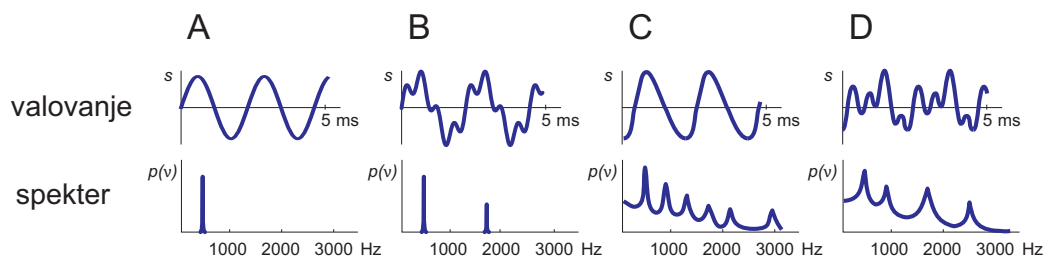 A B C D
valovanje s 5 ms s 5 ms s 5 ms s 5 ms
spekter p(ν) p(ν) p(ν) p(ν)
1000 2000 3000 Hz 1000 2000 3000 Hz 1000 2000 3000 Hz 1000 2000 3000 Hz